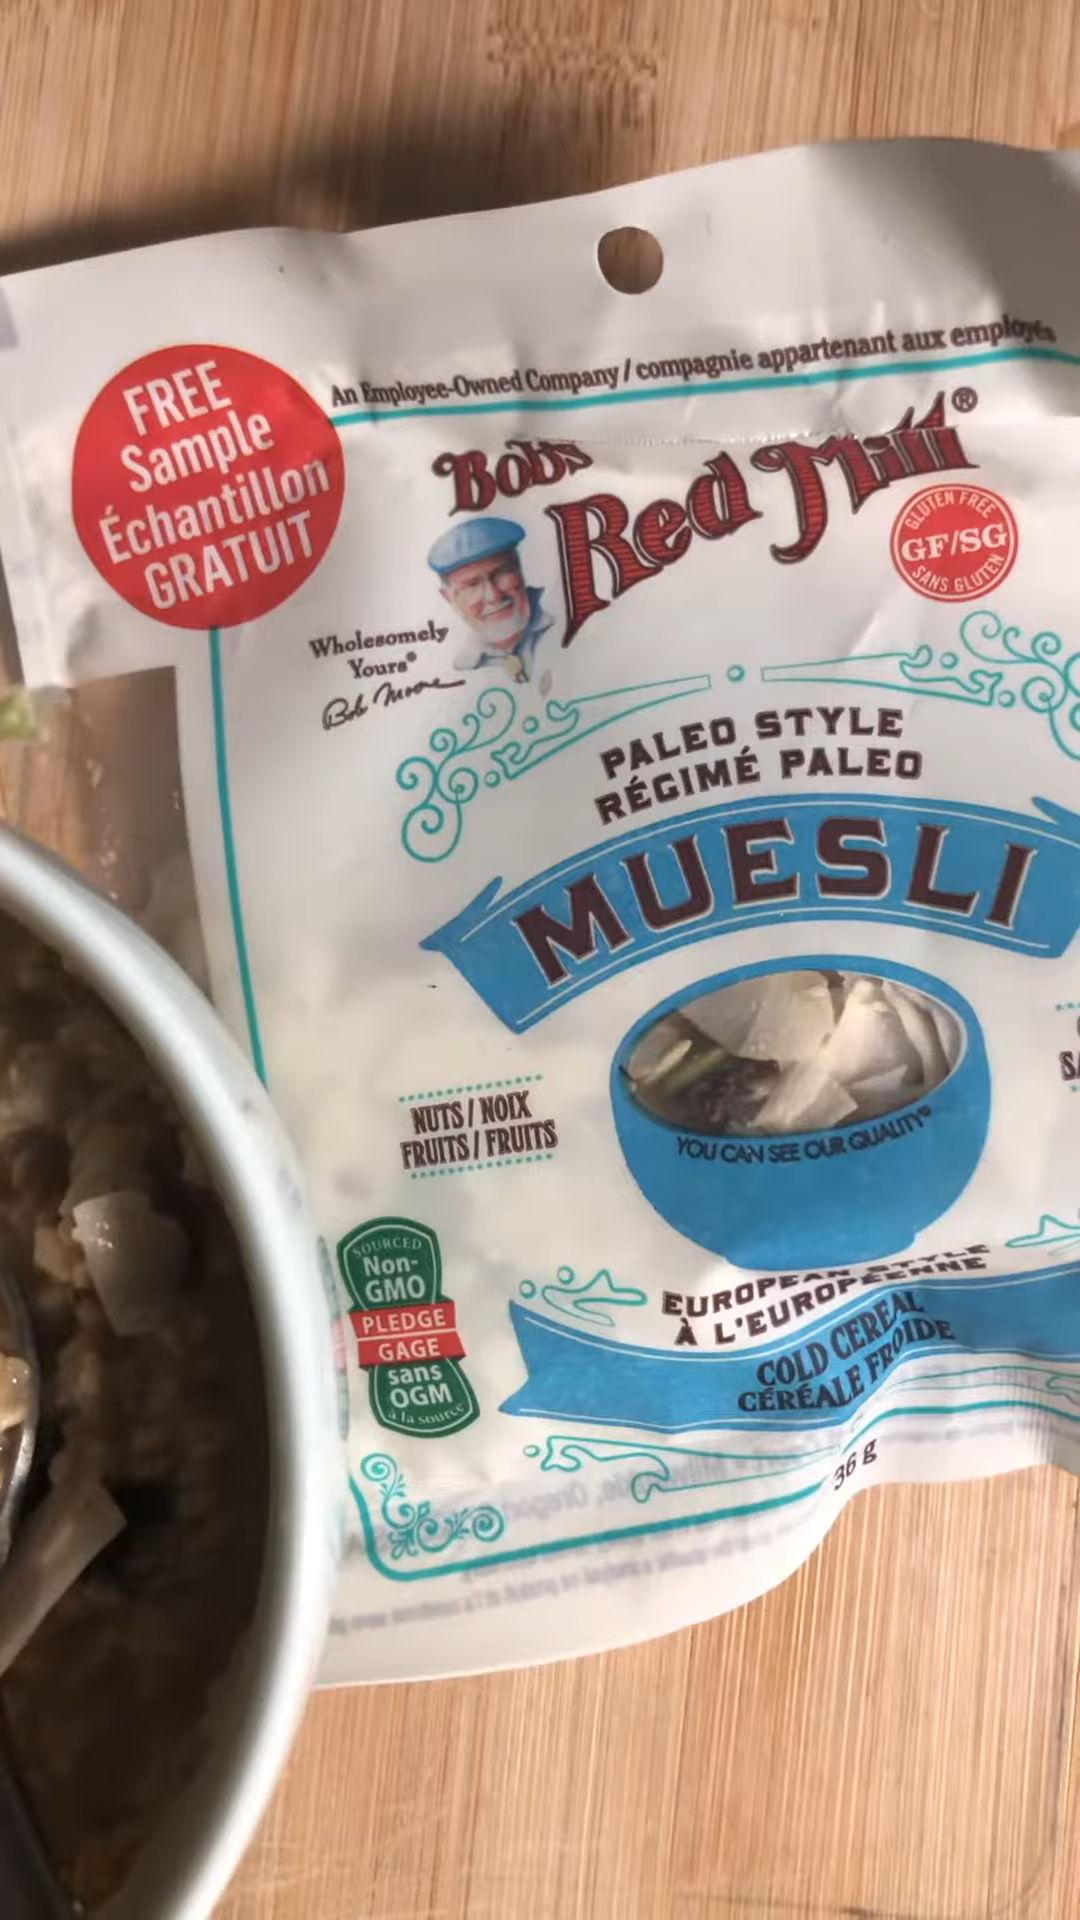 An Employee-Owned Company / compagnie appartenant aux employés
FREE
Sample
Échantillon
GRATUIT
Bob's
Red Mill®
GLUTEN FREE
GF/SG
SANS GLUTEN
Wholesomely
Yours®
Bob Moore
PALEO STYLE
RÉGIMÉ PALEO
MUESLI
NUTS / NOIX
FRUITS / FRUITS
YOU CAN SEE OUR QUALITY®
SOURCED
Non-
GMO
PLEDGE
GAGE
sans
OGM
à la source
EUROPEAN STYLE
À L'EUROPÉENNE
COLD CEREAL
CÉRÉALE FROIDE
36 g